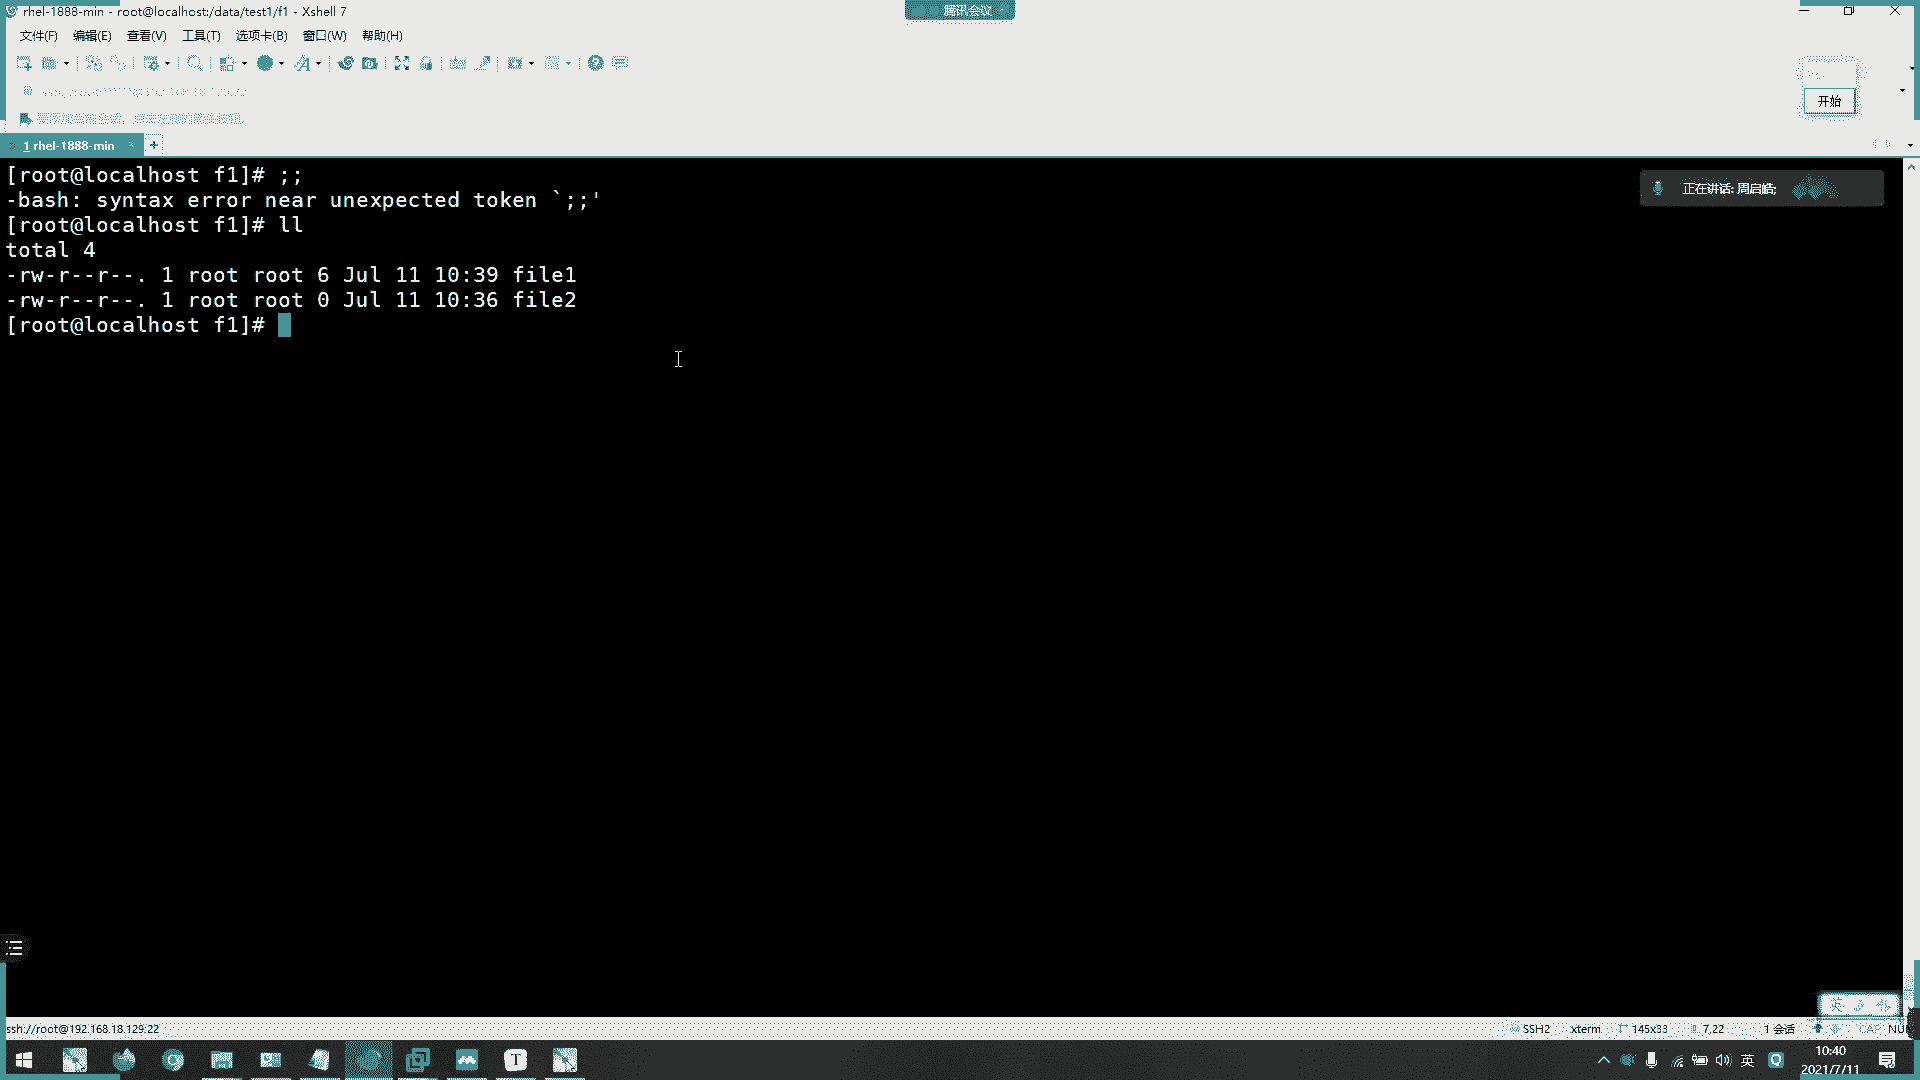 rhel-1888-min - root@localhost:/data/test1/f1 - Xshell 7
腾讯会议
文件(F) 编辑(E) 查看(V) 工具(T) 选项卡(B) 窗口(W) 帮助(H)
开始
1 rhel-1888-min
[root@localhost f1]# ;;
正在讲话: 周启皓;
-bash: syntax error near unexpected token `;;'
[root@localhost f1]# ll
total 4
-rw-r--r--. 1 root root 6 Jul 11 10:39 file1
-rw-r--r--. 1 root root 0 Jul 11 10:36 file2
[root@localhost f1]#
英
ssh://root@192.168.18.129:22 SSH2 xterm 145x33 7,22 1 会话 CAP NUM
T 英 10:40
2021/7/11